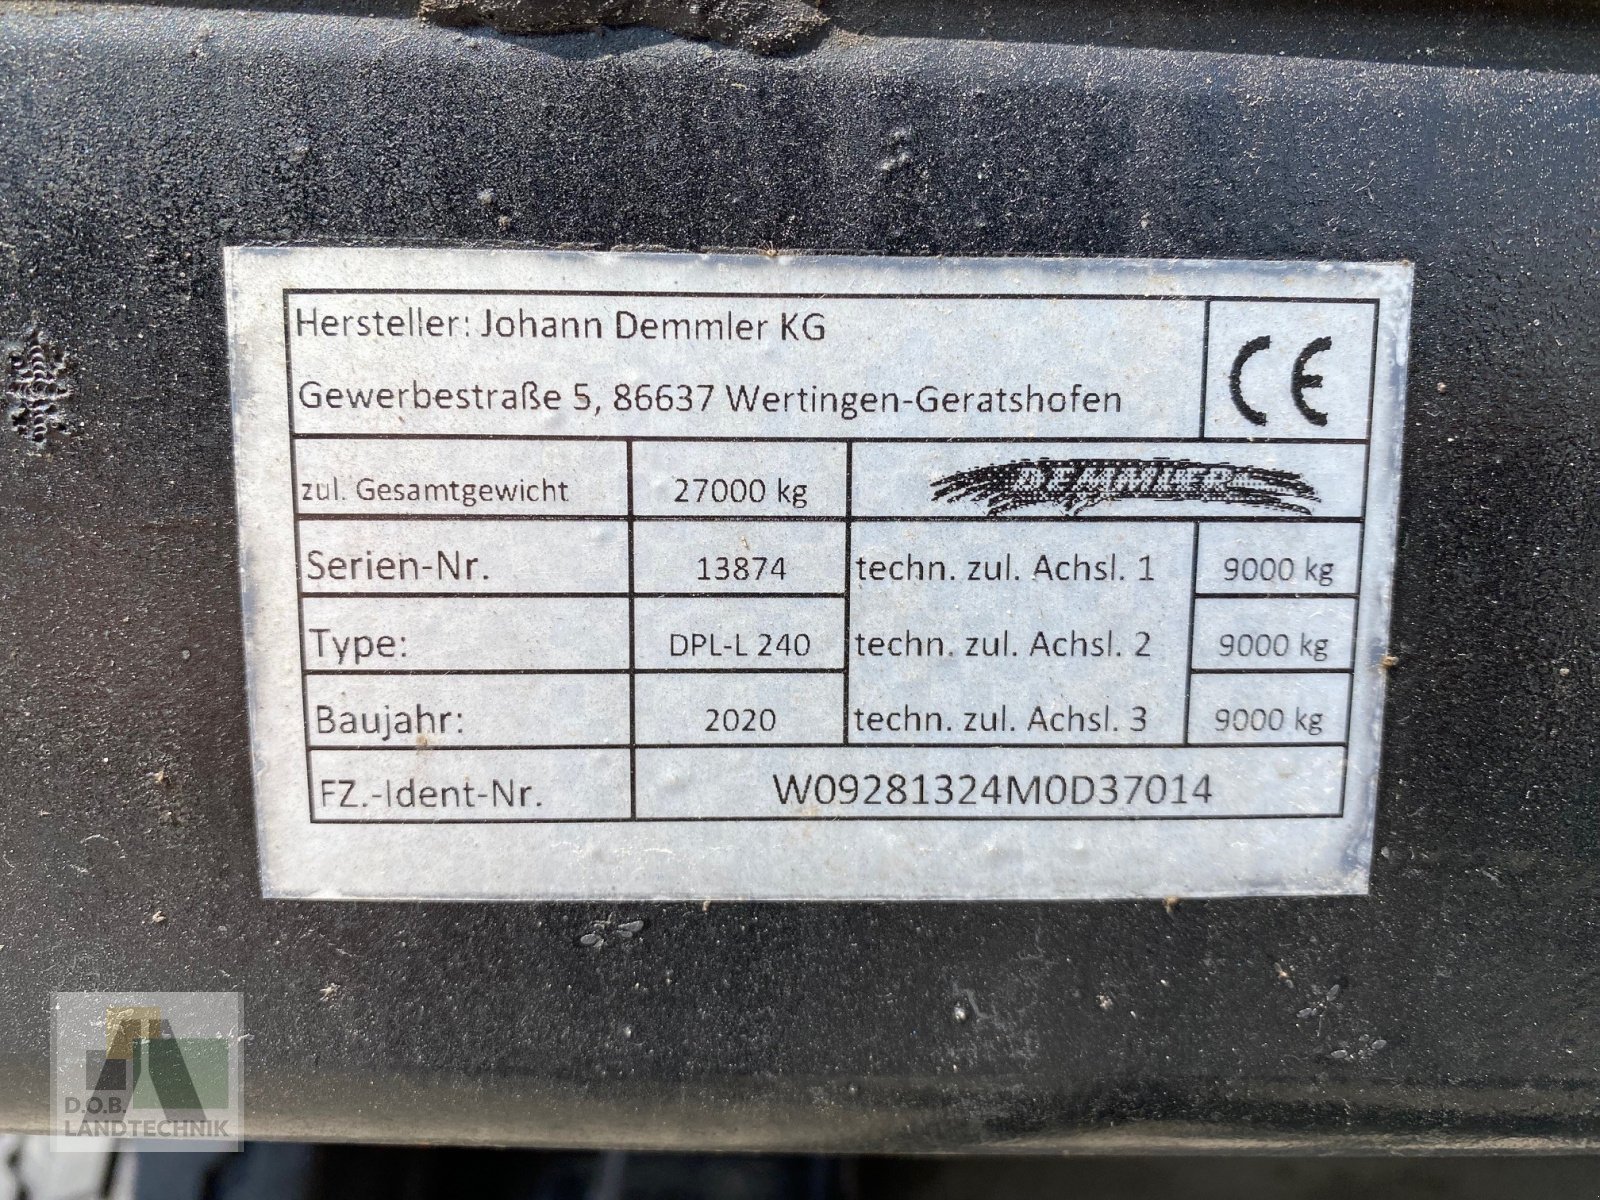 Hersteller: Johann Demmler KG
Gewerbestraße 5, 86637 Wertingen-Geratshofen
CE
zul. Gesamtgewicht 27000 kg DEMMLER
Serien-Nr. 13874 techn. zul. Achsl. 1 9000 kg
Type: DPL-L 240 techn. zul. Achsl. 2 9000 kg
Baujahr: 2020 techn. zul. Achsl. 3 9000 kg
FZ.-Ident-Nr. W09281324M0D37014
D.O.B.
LANDTECHNIK